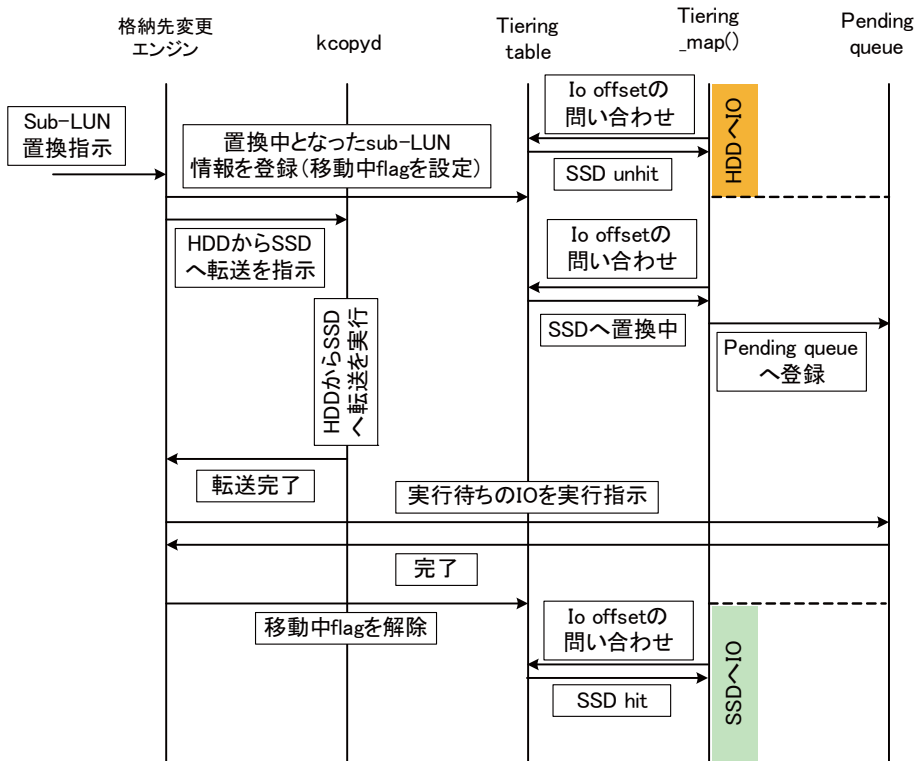 格納先変更
エンジン
kcopyd
Tiering
table
Tiering
_map()
Pending
queue
Sub-LUN
置換指示
置換中となったsub-LUN
情報を登録(移動中flagを設定)
Io offsetの
問い合わせ
SSD unhit
HDDへIO
HDDからSSD
へ転送を指示
Io offsetの
問い合わせ
SSDへ置換中
Pending queue
へ登録
HDDからSSD
へ転送を実行
転送完了
実行待ちのIOを実行指示
完了
移動中flagを解除
Io offsetの
問い合わせ
SSD hit
SSDへIO